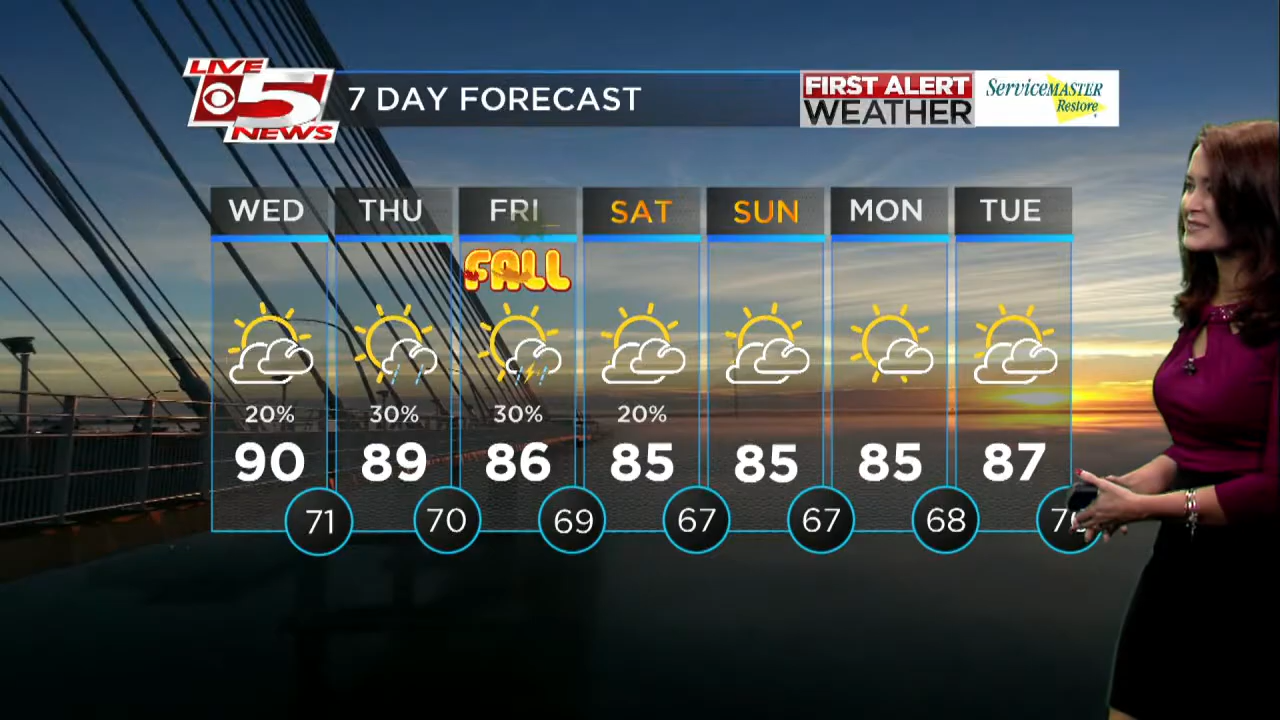 LIVE
5
NEWS
7 DAY FORECAST
FIRST ALERT
WEATHER
ServiceMASTER
Restore
WED THU FRI SAT SUN MON TUE
FALL
20% 30% 30% 20%
90 89 86 85 85 85 87
71 70 69 67 67 68